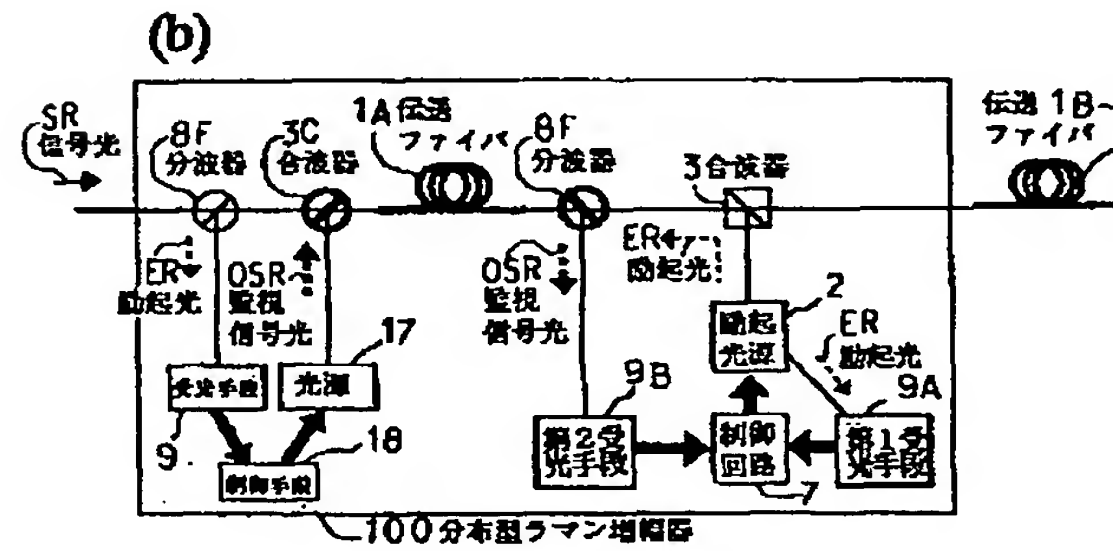 (b)
SR
信号光
8F
分波器
3C
合波器
1A 伝送
ファイバ
8F
分波器
3 合波器
伝送 1B
ファイバ
ER
励起光
OSR
監視
信号光
OSR
監視
信号光
ER
励起光
2
励起
光源
ER
励起光
17
光源
受光手段
9
18
制御手段
9B
第2受
光手段
制御
回路
7
9A
第1受
光手段
100 分布型ラマン増幅器